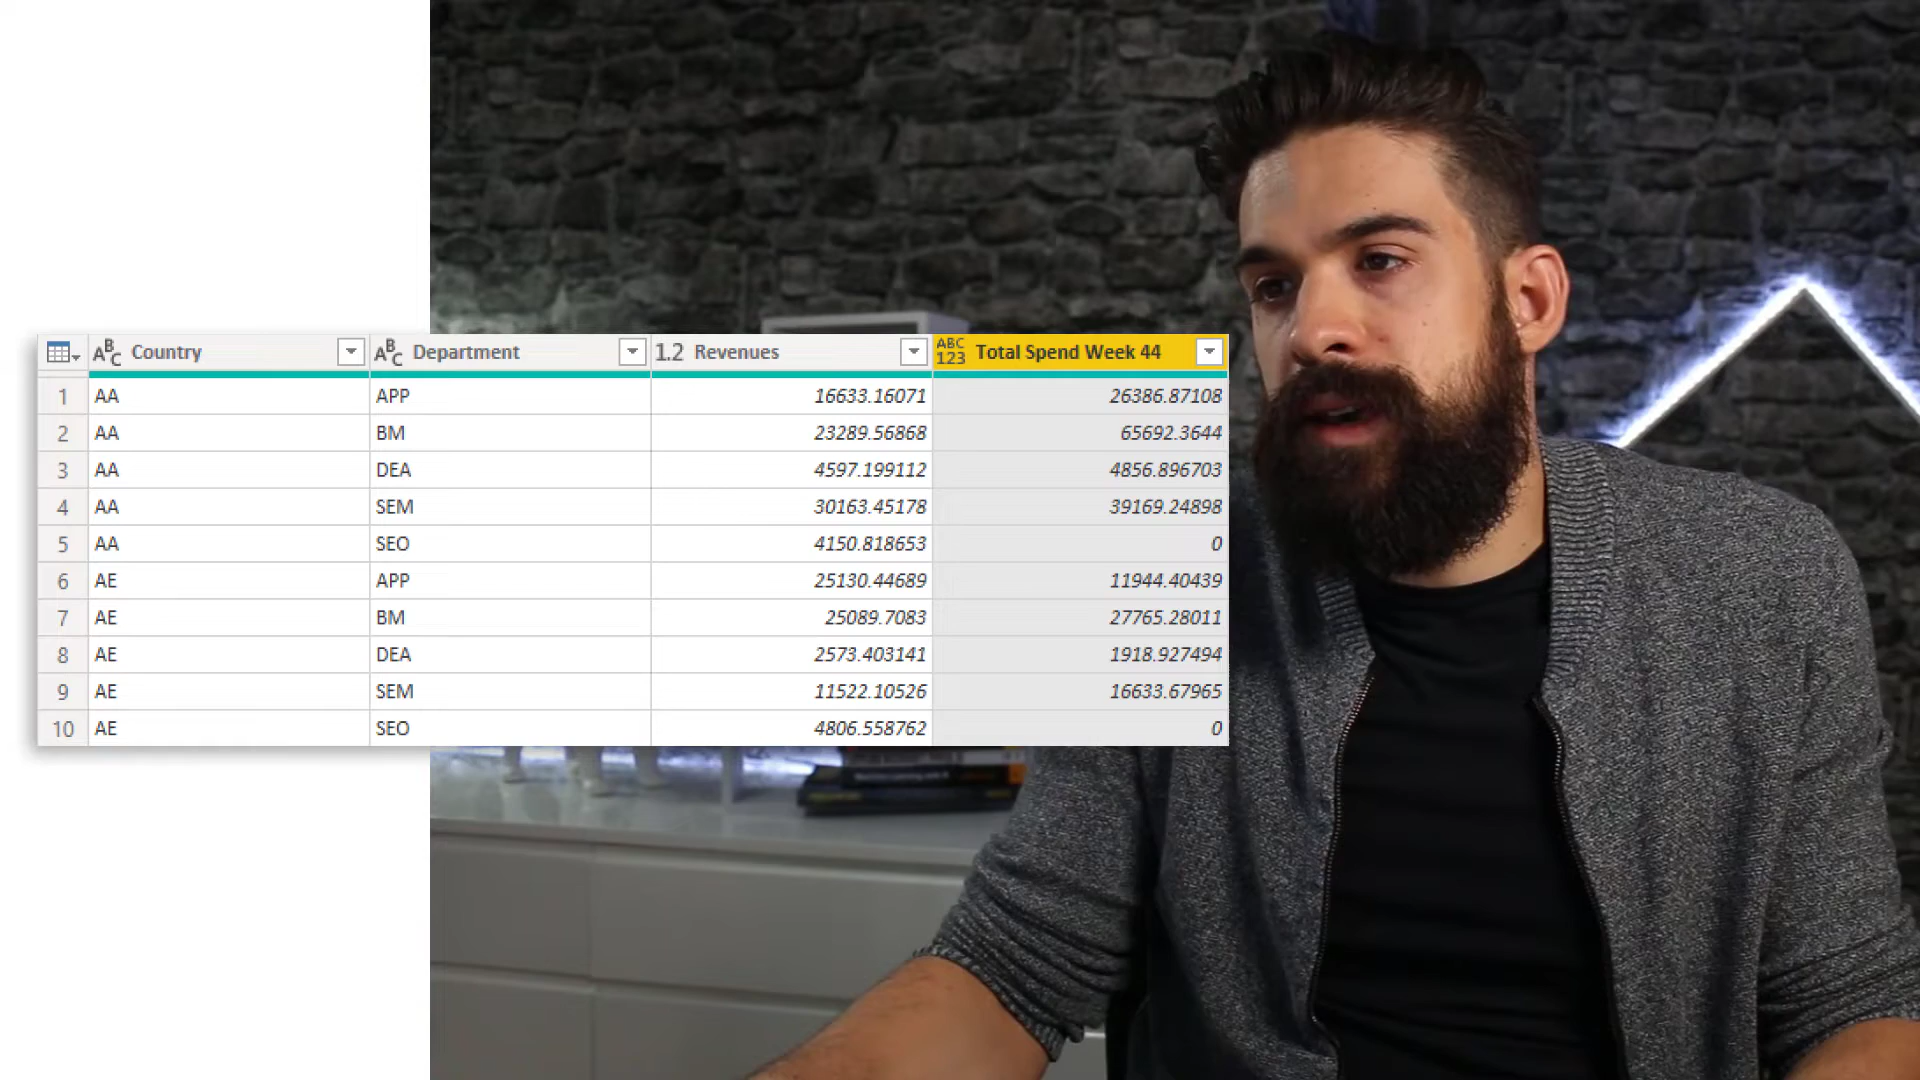 ABC Country ABC Department 1.2 Revenues ABC 123 Total Spend Week 44
1 AA APP 16633.16071 26386.87108
2 AA BM 23289.56868 65692.3644
3 AA DEA 4597.199112 4856.896703
4 AA SEM 30163.45178 39169.24898
5 AA SEO 4150.818653 0
6 AE APP 25130.44689 11944.40439
7 AE BM 25089.7083 27765.28011
8 AE DEA 2573.403141 1918.927494
9 AE SEM 11522.10526 16633.67965
10 AE SEO 4806.558762 0